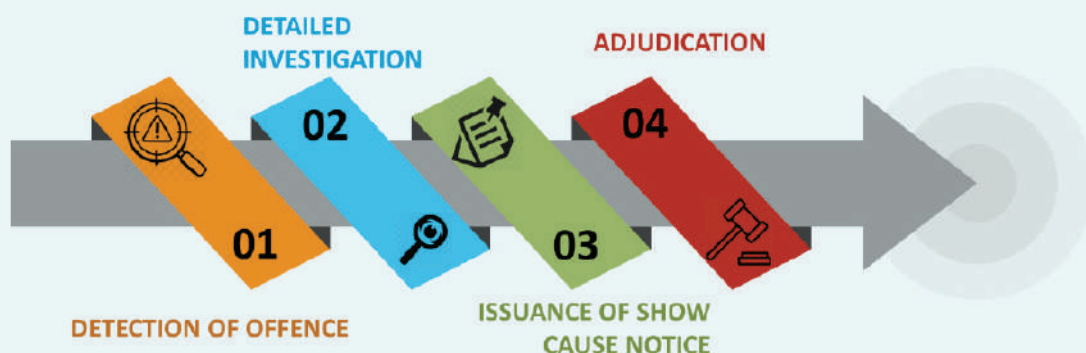 01
DETECTION OF OFFENCE
DETAILED
INVESTIGATION
02
03
ISSUANCE OF SHOW
CAUSE NOTICE
ADJUDICATION
04